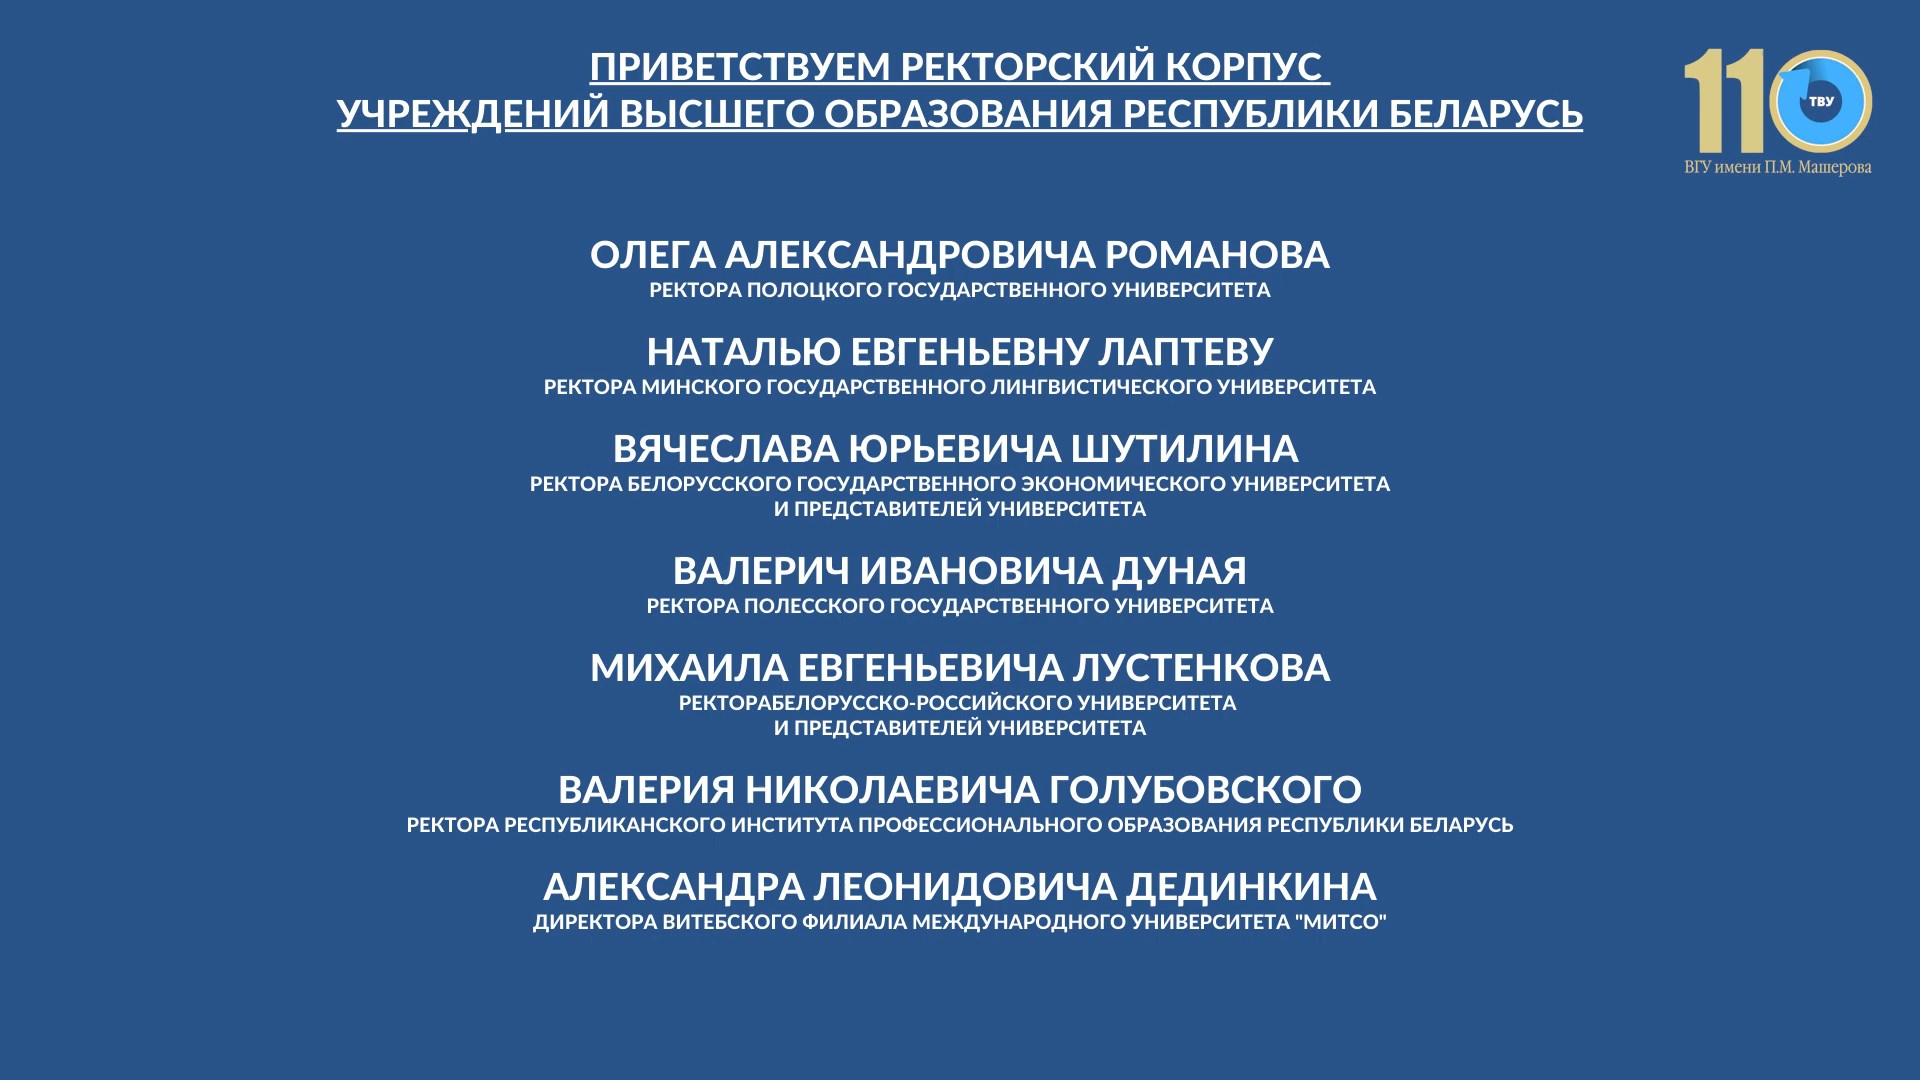 ПРИВЕТСТВУЕМ РЕКТОРСКИЙ КОРПУС
УЧРЕЖДЕНИЙ ВЫСШЕГО ОБРАЗОВАНИЯ РЕСПУБЛИКИ БЕЛАРУСЬ
110
ТВУ
ВГУ имени П.М. Машерова
ОЛЕГА АЛЕКСАНДРОВИЧА РОМАНОВА
РЕКТОРА ПОЛОЦКОГО ГОСУДАРСТВЕННОГО УНИВЕРСИТЕТА
НАТАЛЬЮ ЕВГЕНЬЕВНУ ЛАПТЕВУ
РЕКТОРА МИНСКОГО ГОСУДАРСТВЕННОГО ЛИНГВИСТИЧЕСКОГО УНИВЕРСИТЕТА
ВЯЧЕСЛАВА ЮРЬЕВИЧА ШУТИЛИНА
РЕКТОРА БЕЛОРУССКОГО ГОСУДАРСТВЕННОГО ЭКОНОМИЧЕСКОГО УНИВЕРСИТЕТА
И ПРЕДСТАВИТЕЛЕЙ УНИВЕРСИТЕТА
ВАЛЕРИЧ ИВАНОВИЧА ДУНАЯ
РЕКТОРА ПОЛЕССКОГО ГОСУДАРСТВЕННОГО УНИВЕРСИТЕТА
МИХАИЛА ЕВГЕНЬЕВИЧА ЛУСТЕНКОВА
РЕКТОРАБЕЛОРУССКО-РОССИЙСКОГО УНИВЕРСИТЕТА
И ПРЕДСТАВИТЕЛЕЙ УНИВЕРСИТЕТА
ВАЛЕРИЯ НИКОЛАЕВИЧА ГОЛУБОВСКОГО
РЕКТОРА РЕСПУБЛИКАНСКОГО ИНСТИТУТА ПРОФЕССИОНАЛЬНОГО ОБРАЗОВАНИЯ РЕСПУБЛИКИ БЕЛАРУСЬ
АЛЕКСАНДРА ЛЕОНИДОВИЧА ДЕДИНКИНА
ДИРЕКТОРА ВИТЕБСКОГО ФИЛИАЛА МЕЖДУНАРОДНОГО УНИВЕРСИТЕТА "МИТСО"